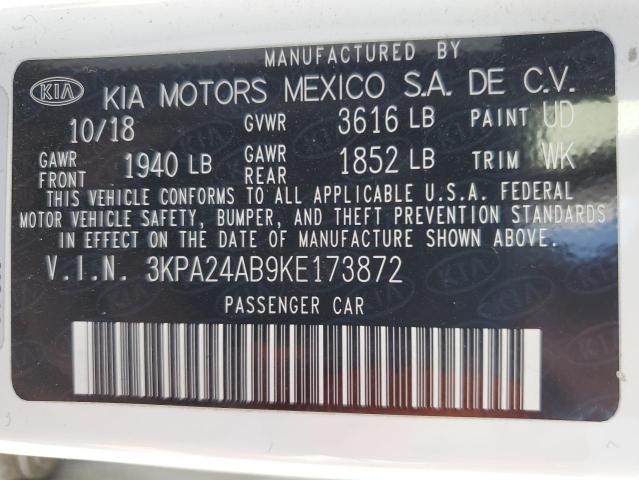 MANUFACTURED BY
KIA KIA MOTORS MEXICO S.A. DE C.V.
10/18 GVWR 3616 LB PAINT UD
GAWR FRONT 1940 LB GAWR REAR 1852 LB TRIM WK
THIS VEHICLE CONFORMS TO ALL APPLICABLE U.S.A. FEDERAL
MOTOR VEHICLE SAFETY, BUMPER, AND THEFT PREVENTION STANDARDS
IN EFFECT ON THE DATE OF MANUFACTURE SHOWN ABOVE.
V.I.N. 3KPA24AB9KE173872
PASSENGER CAR